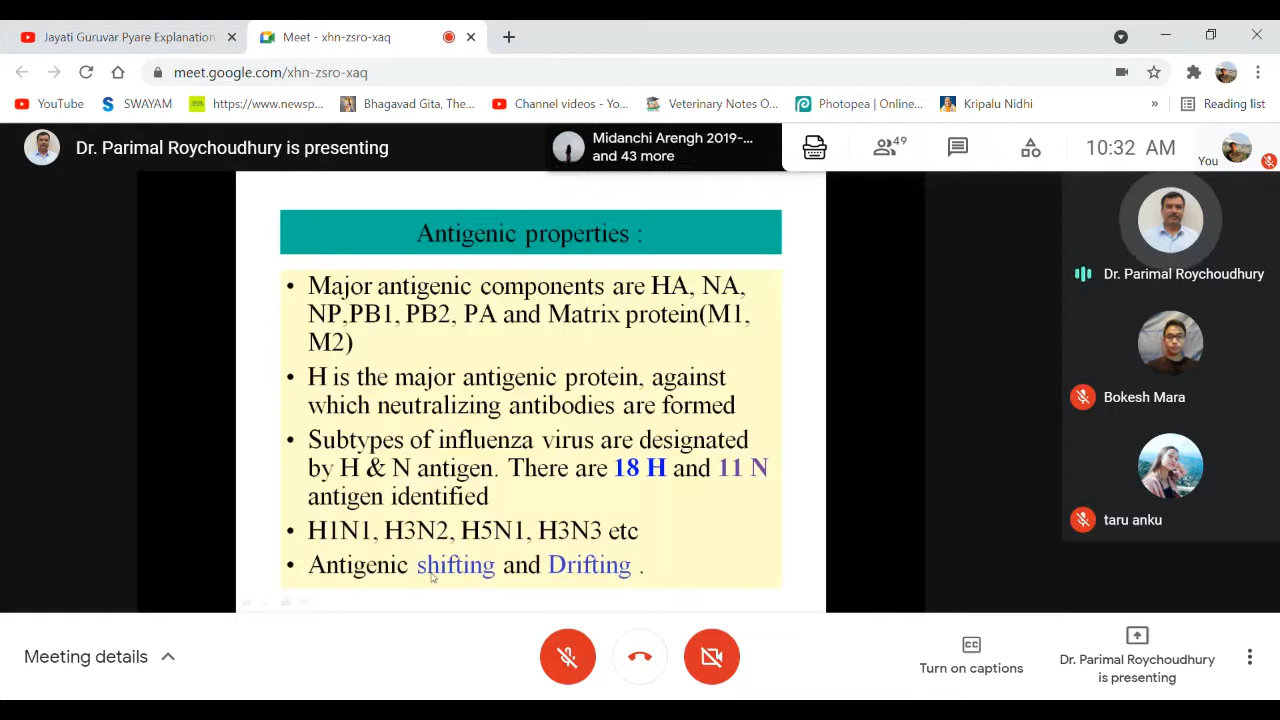 Jayati Guruvar Pyare Explanation
Meet - xhn-zsro-xaq
meet.google.com/xhn-zsro-xaq
YouTube
SWAYAM
https://www.newsp...
Bhagavad Gita, The...
Channel videos - Yo...
Veterinary Notes O...
Photopea | Online...
Kripalu Nidhi
»
Reading list
Dr. Parimal Roychoudhury is presenting
Midanchi Arengh 2019-...
and 43 more
49
10:32 AM
You
Antigenic properties :
• Major antigenic components are HA, NA,
NP,PB1, PB2, PA and Matrix protein(M1,
M2)
• H is the major antigenic protein, against
which neutralizing antibodies are formed
• Subtypes of influenza virus are designated
by H & N antigen. There are 18 H and 11 N
antigen identified
• H1N1, H3N2, H5N1, H3N3 etc
• Antigenic shifting and Drifting .
Dr. Parimal Roychoudhury
Bokesh Mara
taru anku
Meeting details
CC
Turn on captions
Dr. Parimal Roychoudhury
is presenting